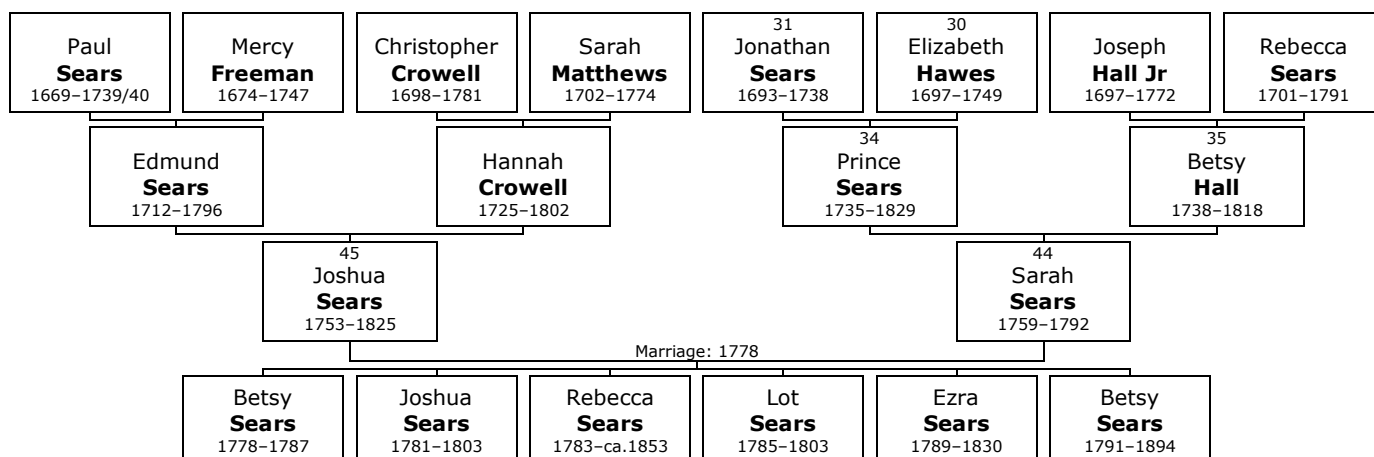 Paul
Sears
1669–1739/40
Mercy
Freeman
1674–1747
Christopher
Crowell
1698–1781
Sarah
Matthews
1702–1774
31
Jonathan
Sears
1693–1738
30
Elizabeth
Hawes
1697–1749
Joseph
Hall Jr
1697–1772
Rebecca
Sears
1701–1791
Edmund
Sears
1712–1796
Hannah
Crowell
1725–1802
34
Prince
Sears
1735–1829
35
Betsy
Hall
1738–1818
45
Joshua
Sears
1753–1825
44
Sarah
Sears
1759–1792
Marriage: 1778
Betsy
Sears
1778–1787
Joshua
Sears
1781–1803
Rebecca
Sears
1783–ca.1853
Lot
Sears
1785–1803
Ezra
Sears
1789–1830
Betsy
Sears
1791–1894